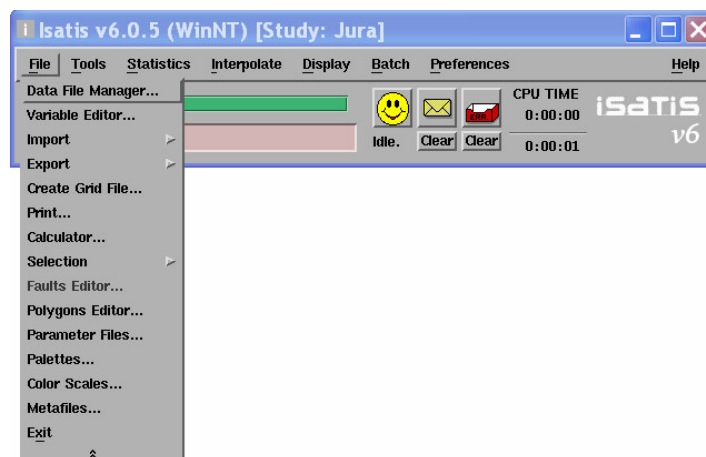 Isatis v6.0.5 (WinNT) [Study: Jura]
File Tools Statistics Interpolate Display Batch Preferences Help
Data File Manager...
Variable Editor...
Import
Export
Create Grid File...
Print...
Calculator...
Selection
Faults Editor...
Polygons Editor...
Parameter Files...
Palettes...
Color Scales...
Metafiles...
Exit
Idle.
ERR.
Clear Clear
CPU TIME
0:00:00
0:00:01
isatis
v6